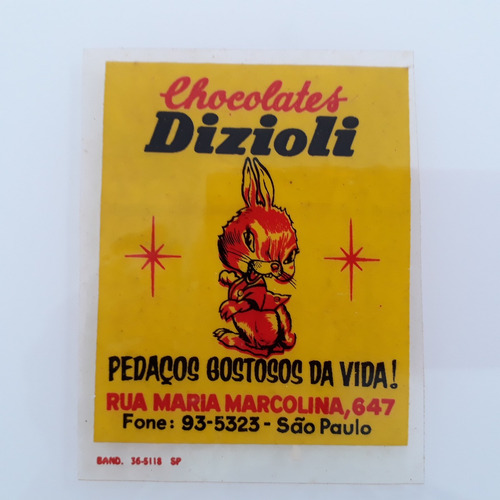 Chocolates
Dizioli
PEDAÇOS GOSTOSOS DA VIDA!
RUA MARIA MARCOLINA, 647
Fone: 93-5323 - São Paulo
BAND. 36-5118 SP